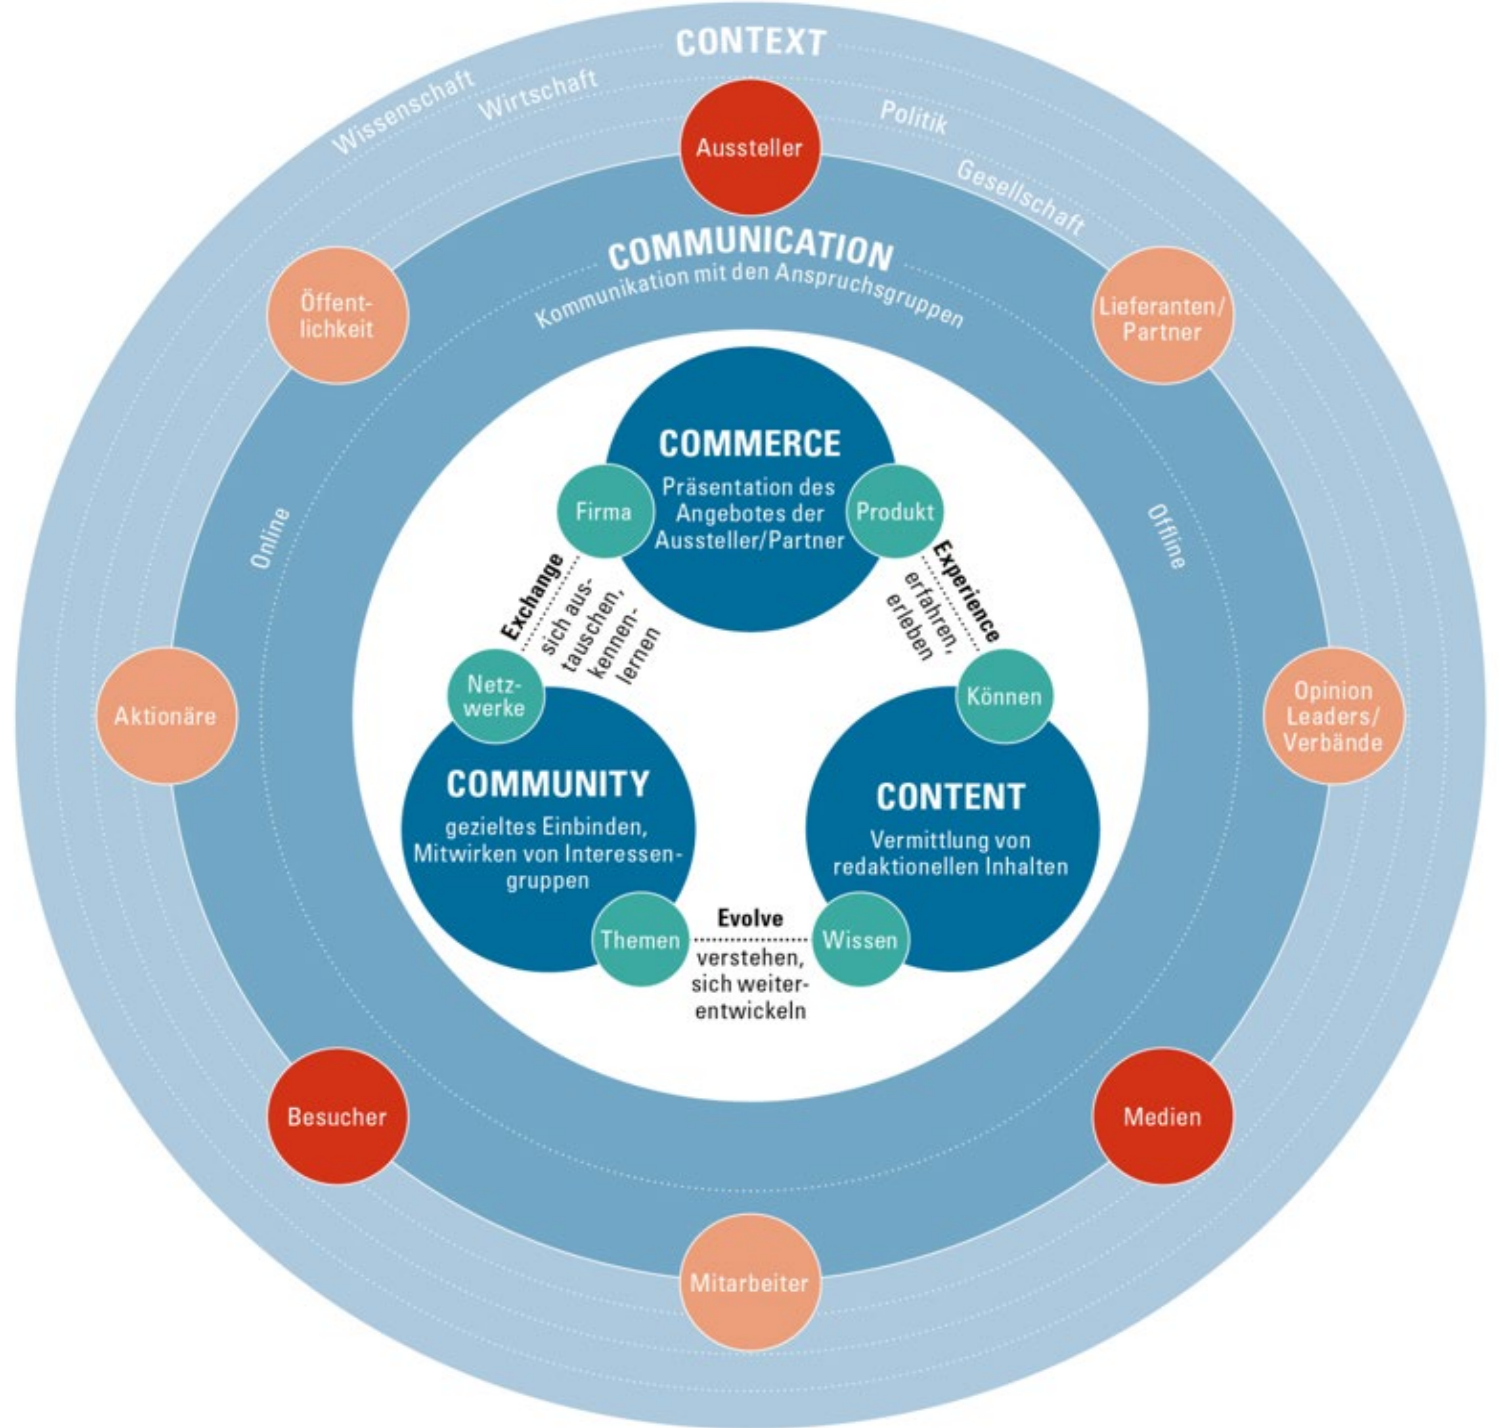 CONTEXT
Wissenschaft
Wirtschaft
Politik
Gesellschaft
Aussteller
COMMUNICATION
Kommunikation mit den Anspruchsgruppen
Öffent-
lichkeit
Lieferanten/
Partner
Online
Offline
COMMERCE
Präsentation des
Angebotes der
Aussteller/Partner
Firma
Produkt
Exchange
sich aus-
tauschen,
kennen-
lernen
Experience
erfahren,
erleben
Netz-
werke
Können
Aktionäre
Opinion
Leaders/
Verbände
COMMUNITY
gezieltes Einbinden,
Mitwirken von Interessen-
gruppen
CONTENT
Vermittlung von
redaktionellen Inhalten
Themen
Evolve
verstehen,
sich weiter-
entwickeln
Wissen
Besucher
Medien
Mitarbeiter